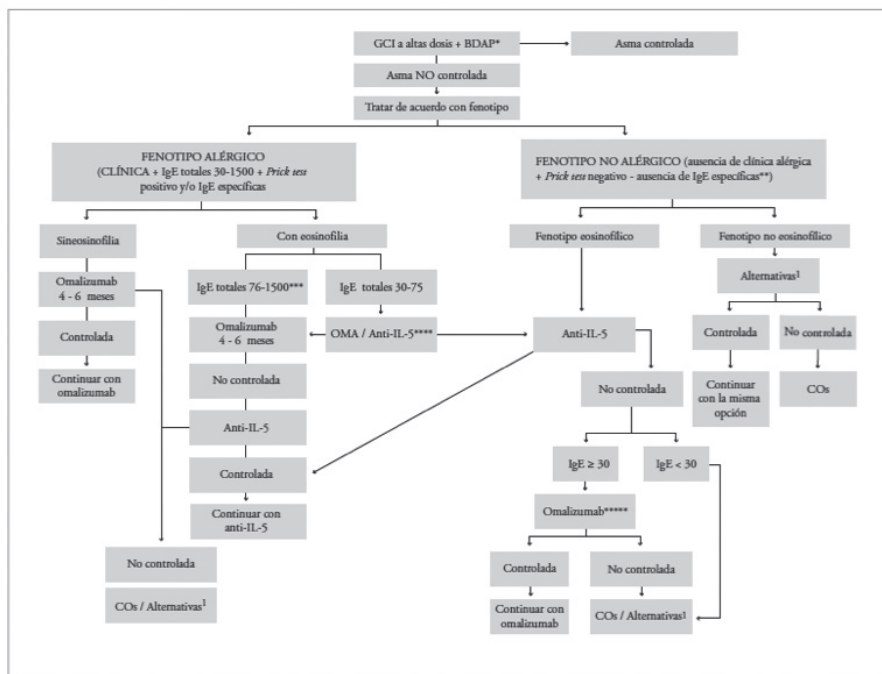 GCI a altas dosis + BDAP*
Asma controlada
Asma NO controlada
Tratar de acuerdo con fenotipo
FENOTIPO ALÉRGICO
(CLÍNICA + IgE totales 30-1500 + Prick tess
positivo y/o IgE específicas
FENOTIPO NO ALÉRGICO (ausencia de clínica alérgica
+ Prick tess negativo - ausencia de IgE específicas**)
Sineosinofilia
Con eosinofilia
Fenotipo eosinofílico
Fenotipo no eosinofílico
Omalizumab
4 - 6 meses
IgE totales 76-1500***
IgE totales 30-75
Alternativas¹
Controlada
Omalizumab
4 - 6 meses
OMA / Anti-IL-5****
Anti-IL-5
Controlada
No controlada
Continuar con
omalizumab
No controlada
No controlada
Continuar
con la misma
opción
COs
Anti-IL-5
Controlada
IgE ≥ 30
IgE < 30
Continuar con
anti-IL-5
Omalizumab*****
No controlada
Controlada
No controlada
COs / Alternativas¹
Continuar con
omalizumab
COs / Alternativas¹